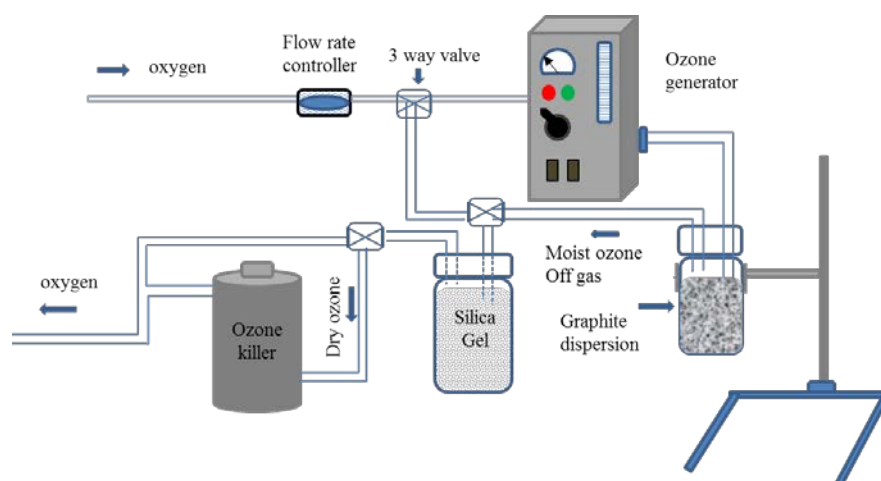 oxygen
Flow rate
controller
3 way valve
Ozone
generator
Moist ozone
Off gas
Graphite
dispersion
oxygen
Ozone
killer
Dry ozone
Silica
Gel